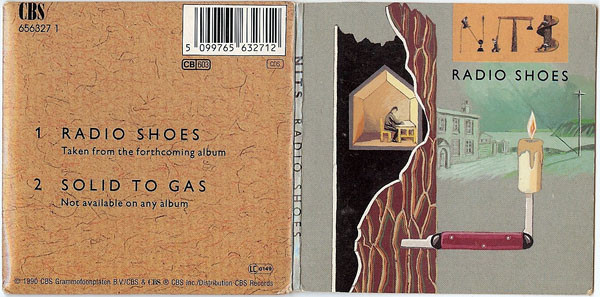 CBS
656327 1
5 099765 632712
CB 603
CDS
1 RADIO SHOES
Taken from the forthcoming album
2 SOLID TO GAS
Not available on any album
LC 0149
℗ 1990 CBS Grammofoonplaten B.V./CBS & CBS ® CBS Inc./Distribution CBS Records
NITS RADIO SHOES
NITS
RADIO SHOES